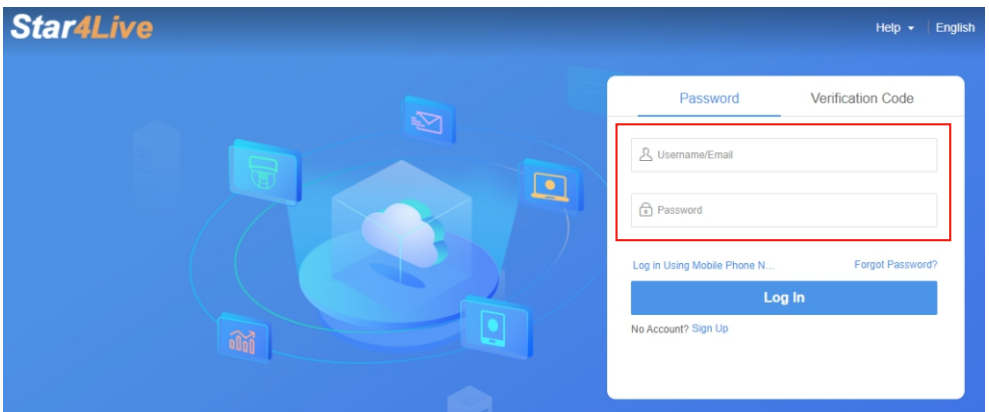 Star4Live
Help English
Password Verification Code
Username/Email
Password
Log in Using Mobile Phone N... Forgot Password?
Log In
No Account? Sign Up